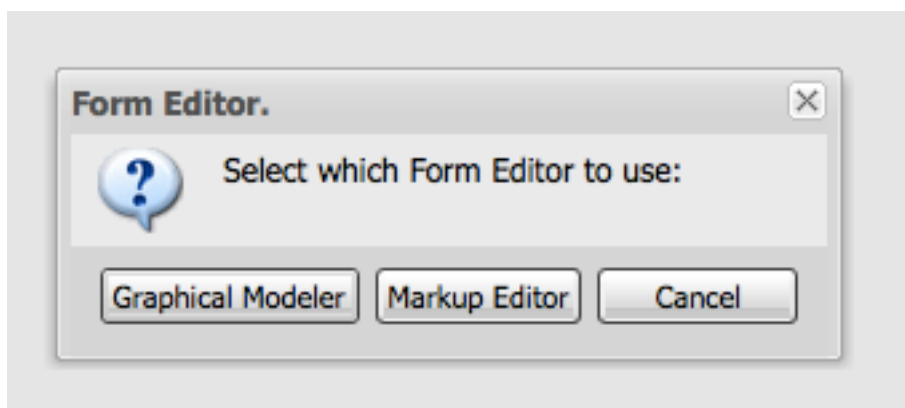 Form Editor.
Select which Form Editor to use:
Graphical Modeler Markup Editor Cancel